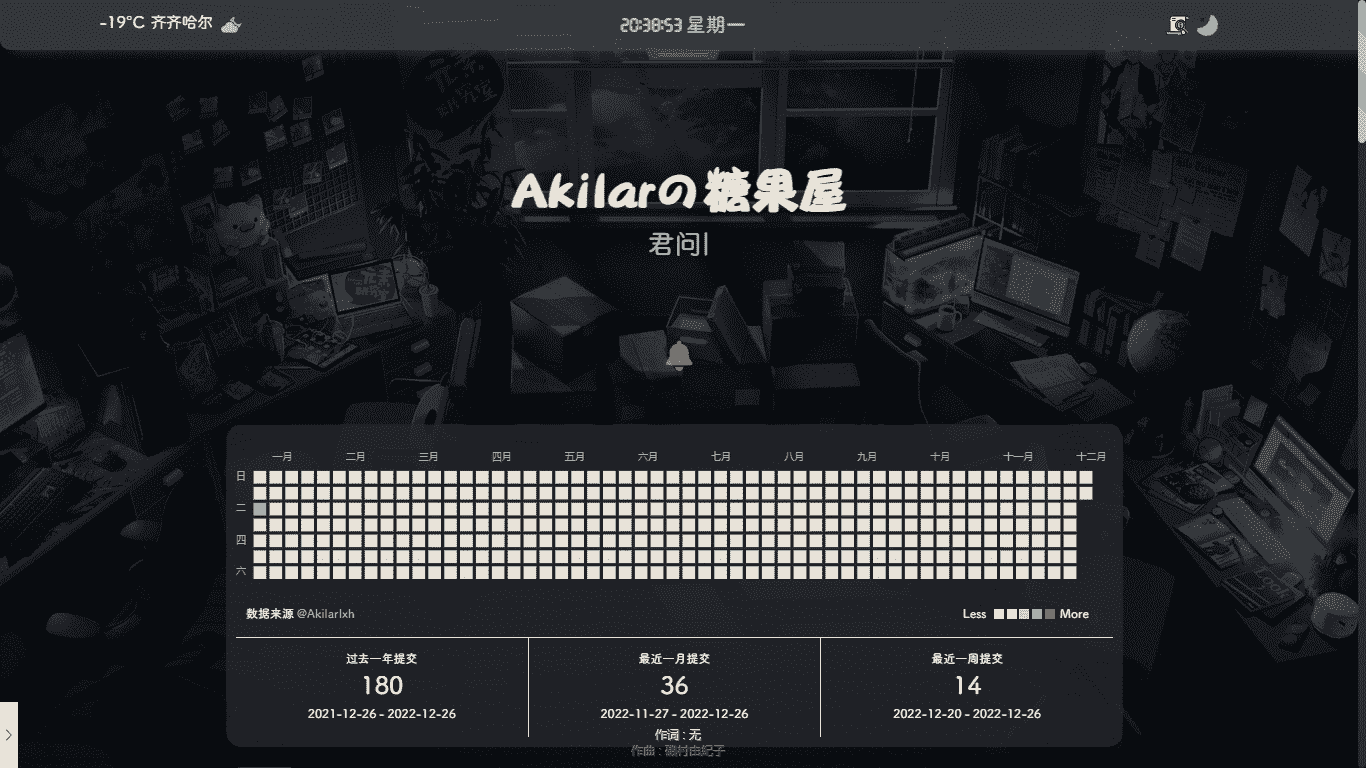 -19°C 齐齐哈尔
20:38:53 星期一
Akilarの糖果屋
君问|
一月 二月 三月 四月 五月 六月 七月 八月 九月 十月 十一月 十二月
日
二
四
六
数据来源 @Akilarlxh
Less More
过去一年提交 最近一月提交 最近一周提交
180 36 14
2021-12-26 - 2022-12-26 2022-11-27 - 2022-12-26 2022-12-20 - 2022-12-26
作词 : 无
作曲 : 磯村由紀子